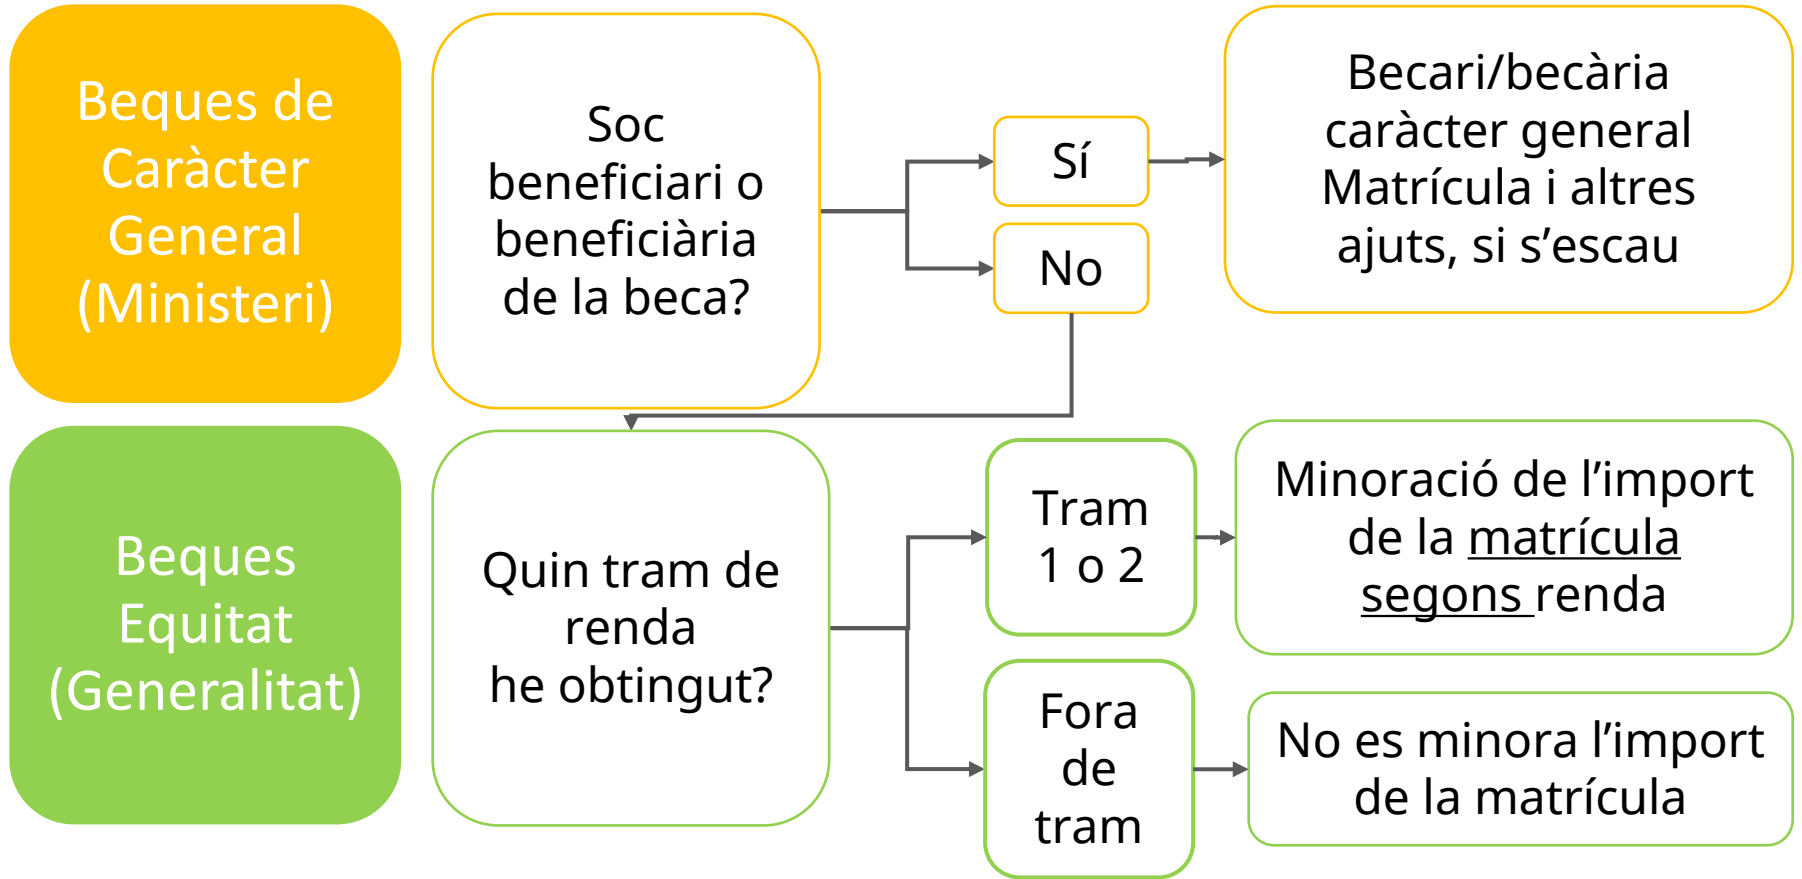 Beques de
Caràcter
General
(Ministeri)
Soc
beneficiari o
beneficiària
de la beca?
Sí
No
Becari/becària
caràcter general
Matrícula i altres
ajuts, si s’escau
Beques
Equitat
(Generalitat)
Quin tram de
renda
he obtingut?
Tram
1 o 2
Minoració de l’import
de la matrícula
segons renda
Fora
de
tram
No es minora l’import
de la matrícula